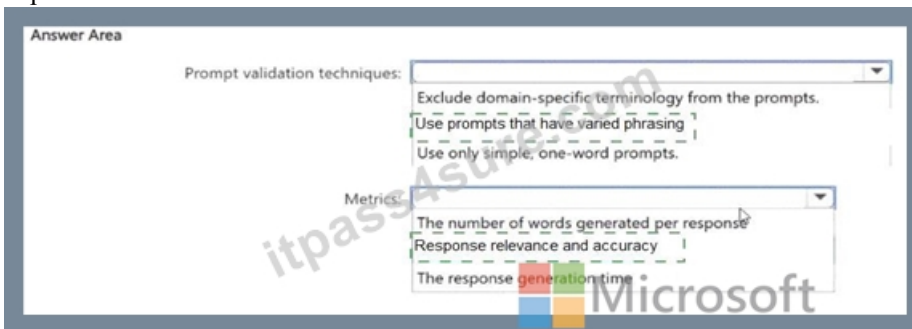 Answer Area
Prompt validation techniques:
Exclude domain-specific terminology from the prompts.
Use prompts that have varied phrasing
Use only simple, one-word prompts.
Metrics:
The number of words generated per response
Response relevance and accuracy
The response generation time
itpass4sure.com
Microsoft